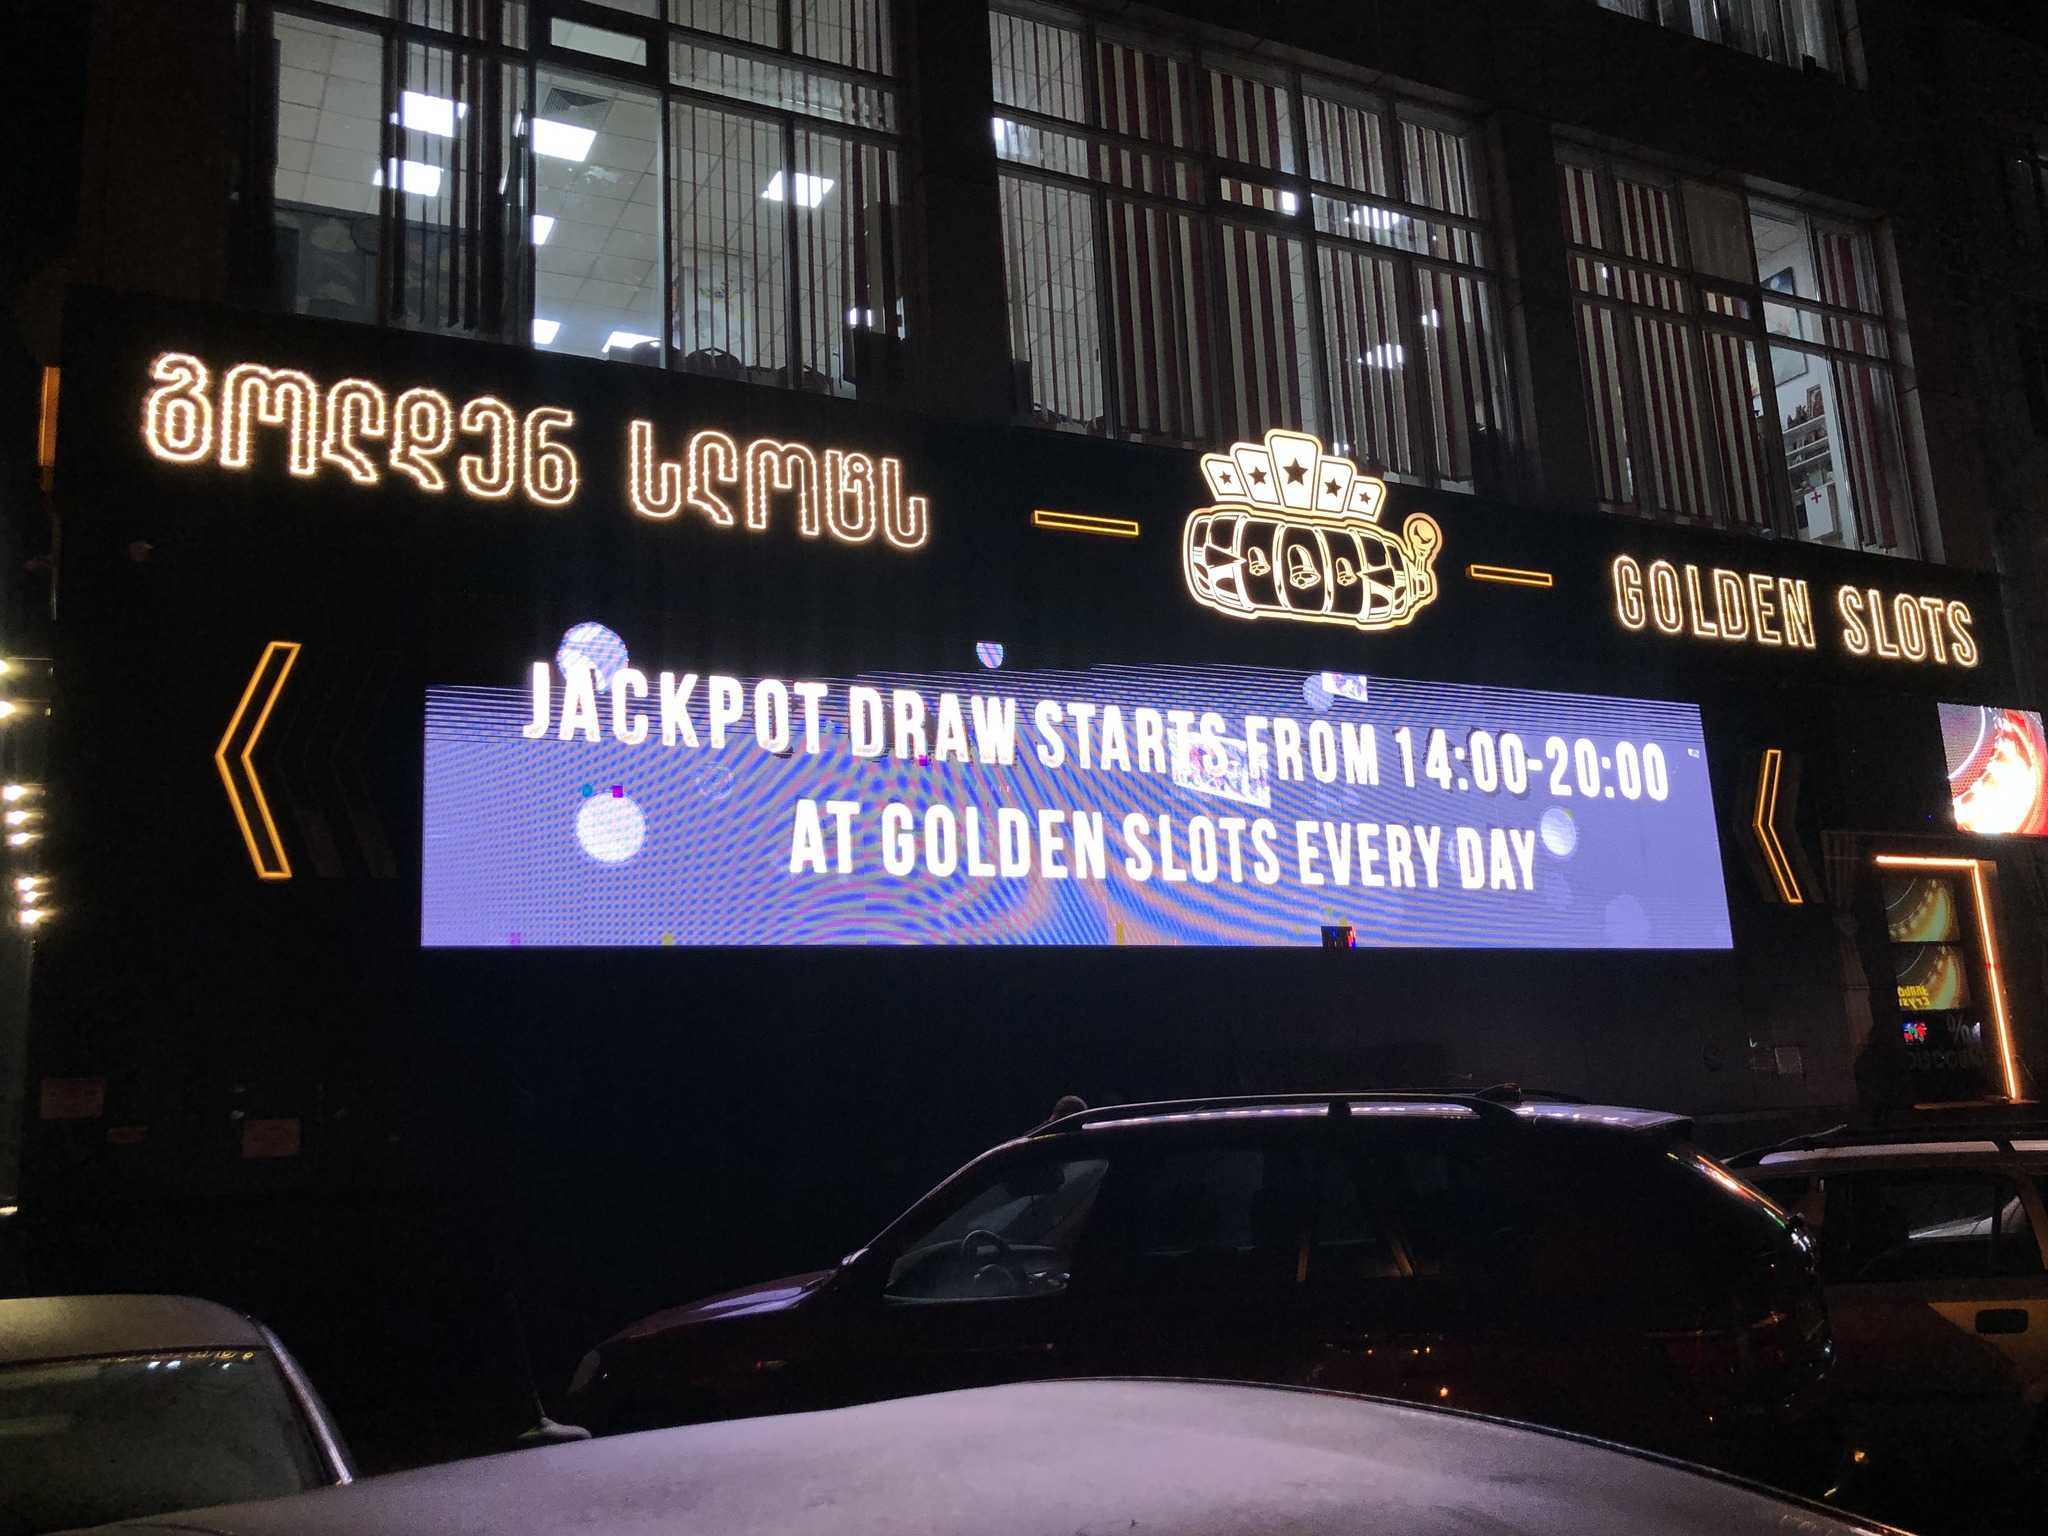 გოლდენ სლოტს
GOLDEN SLOTS
JACKPOT DRAW STARTS FROM 14:00-20:00
AT GOLDEN SLOTS EVERY DAY